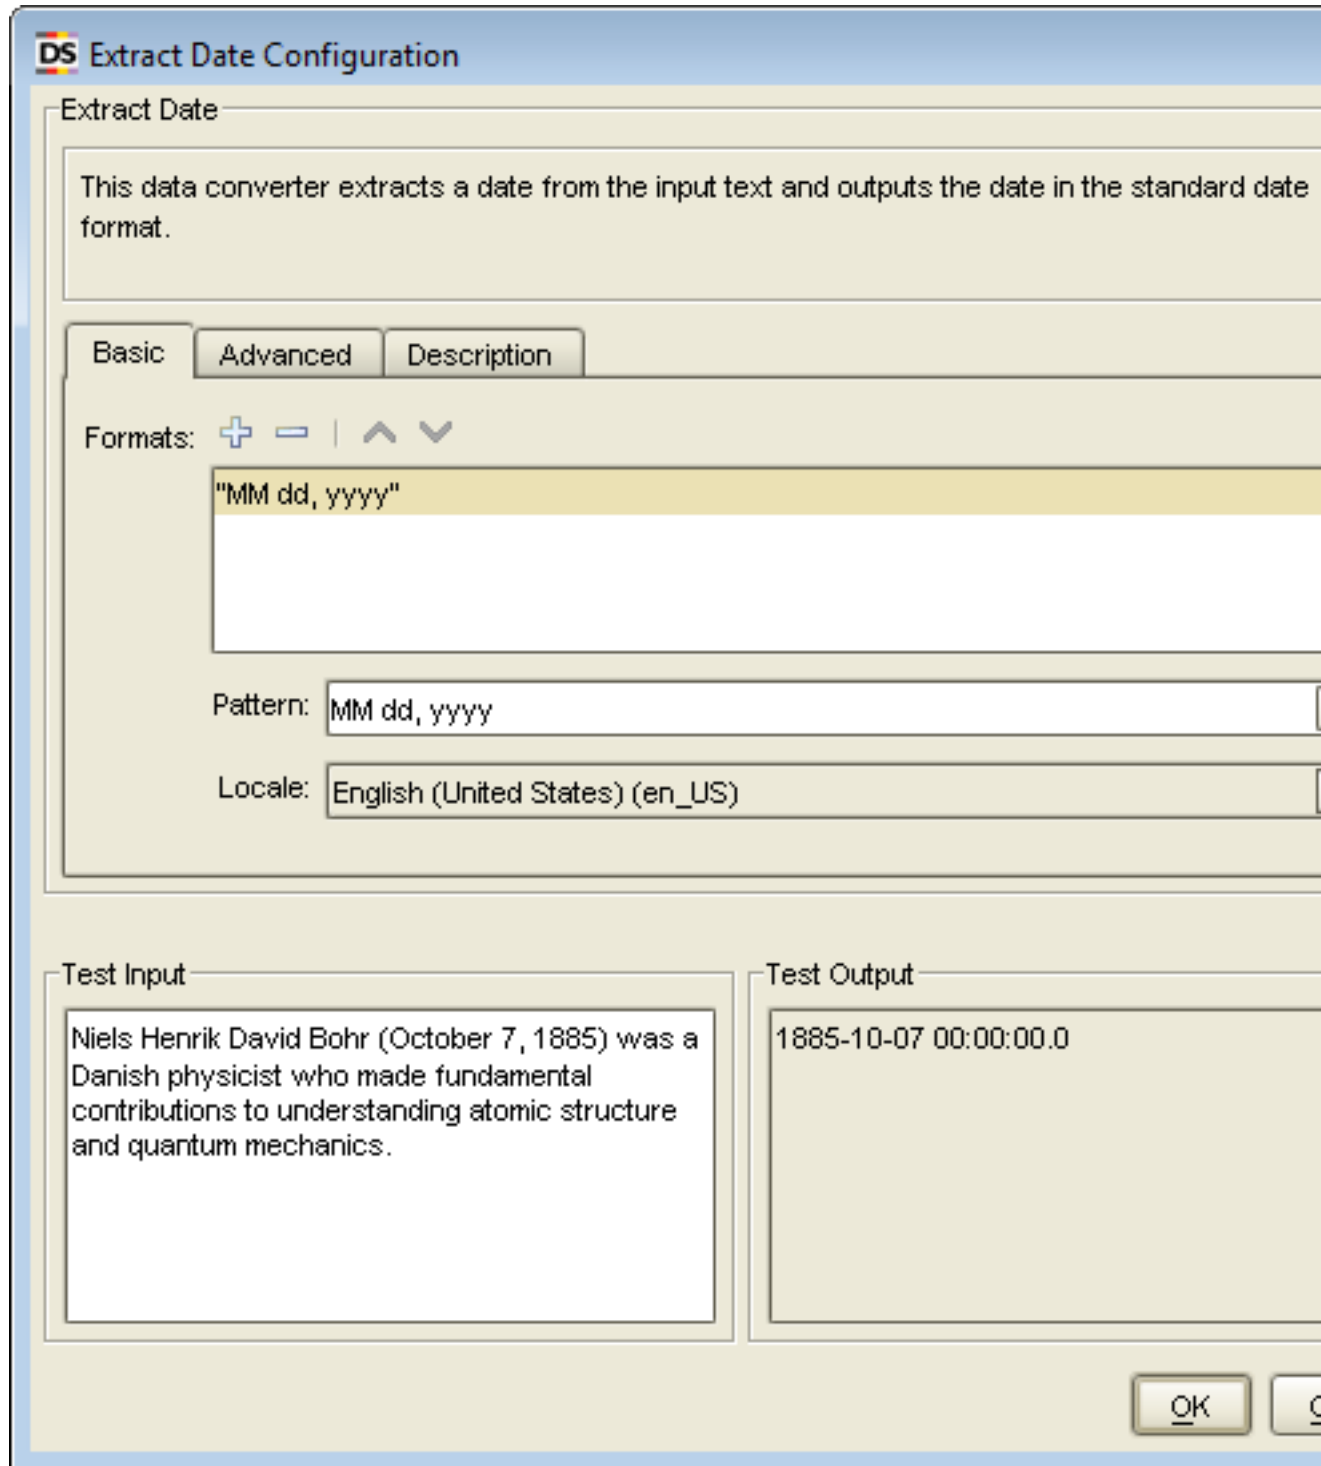 DS Extract Date Configuration
Extract Date
This data converter extracts a date from the input text and outputs the date in the standard date
format.
Basic Advanced Description
Formats:
"MM dd, yyyy"
Pattern: MM dd, yyyy
Locale: English (United States) (en_US)
Test Input Test Output
Niels Henrik David Bohr (October 7, 1885) was a 1885-10-07 00:00:00.0
Danish physicist who made fundamental
contributions to understanding atomic structure
and quantum mechanics.
OK